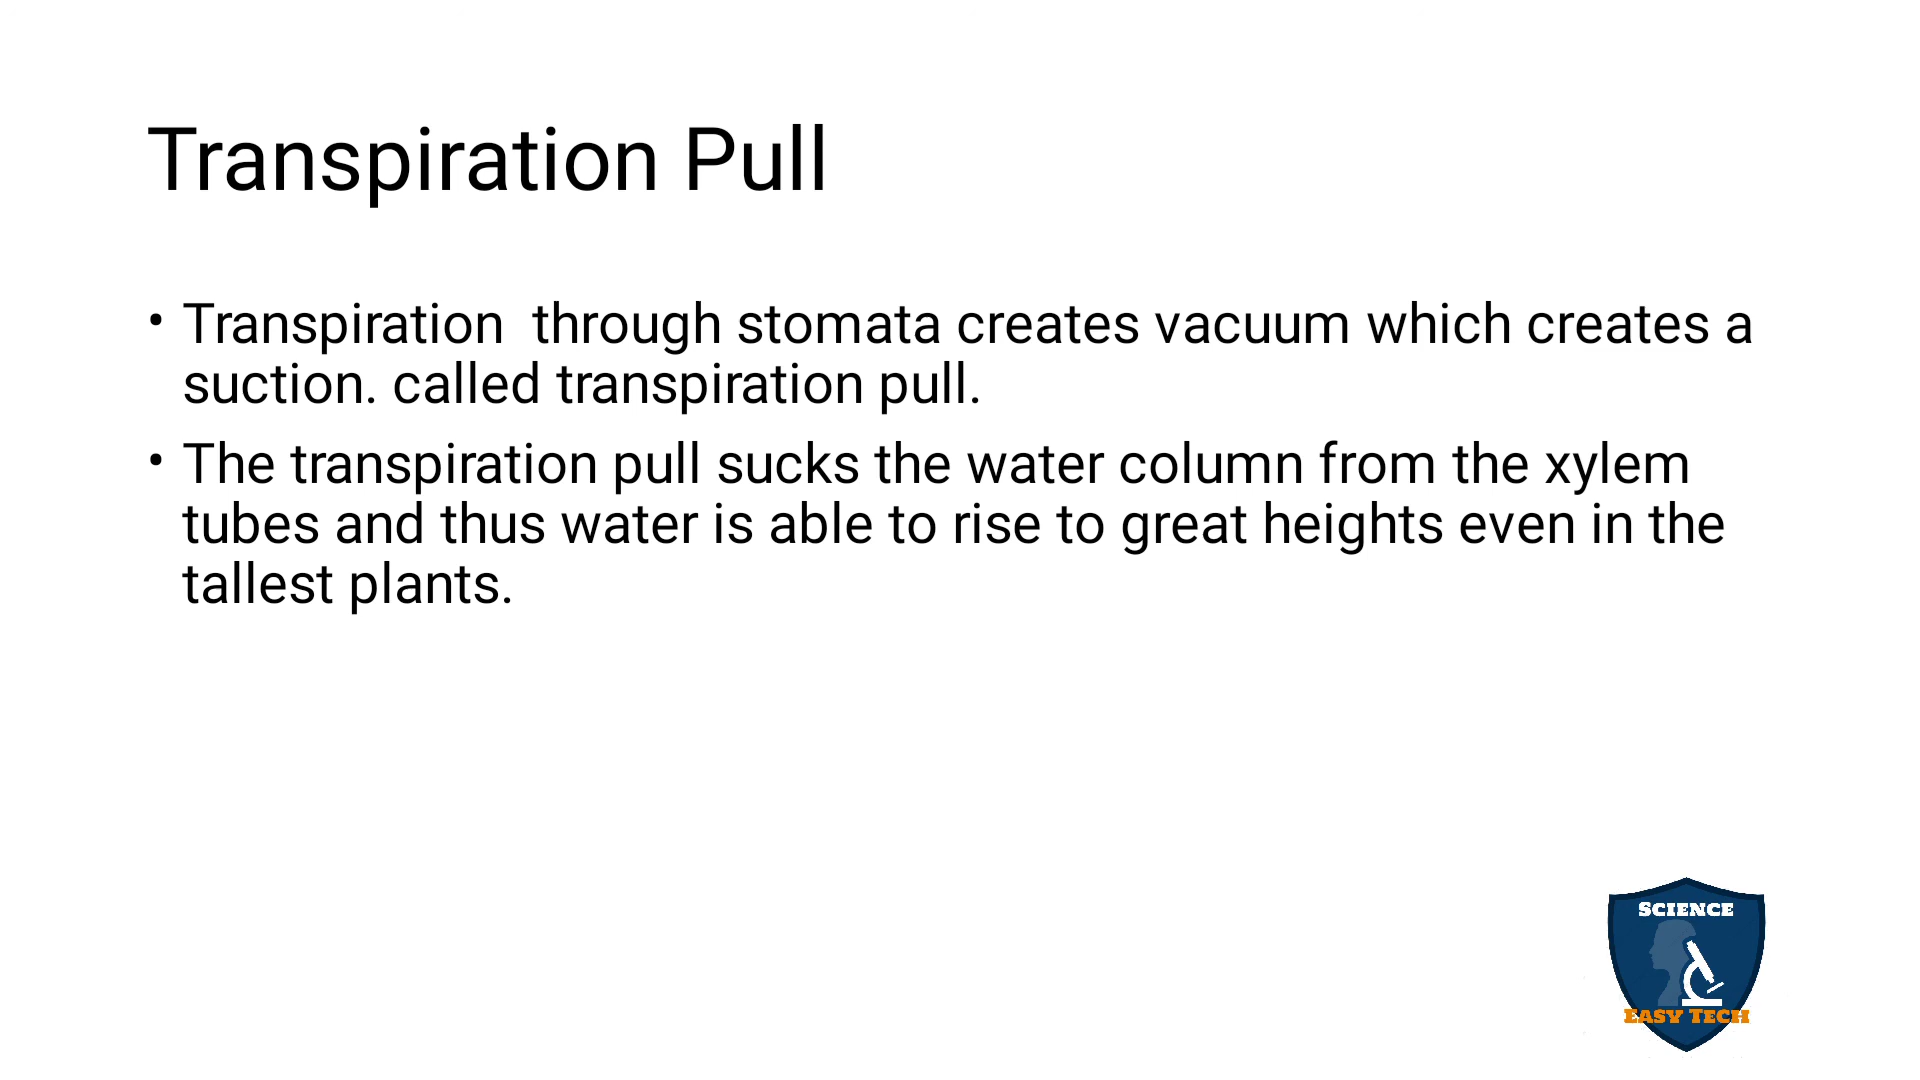 Transpiration Pull
• Transpiration  through stomata creates vacuum which creates a
suction. called transpiration pull.
• The transpiration pull sucks the water column from the xylem
tubes and thus water is able to rise to great heights even in the
tallest plants.
SCIENCE
EASY TECH